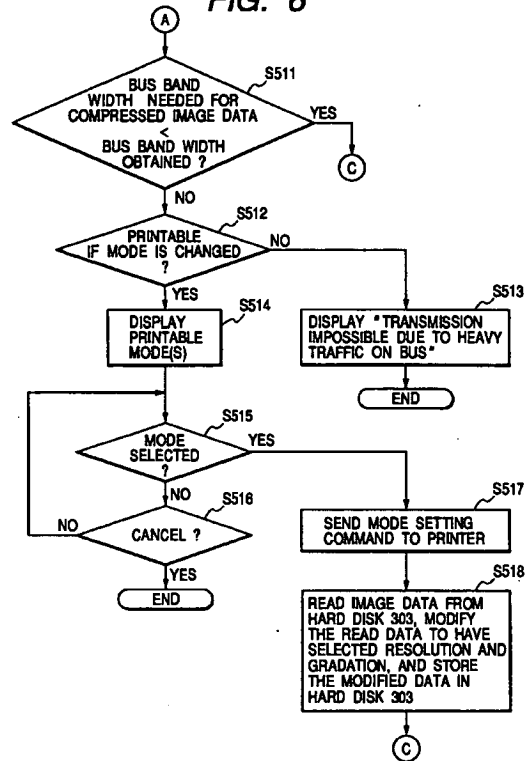 FIG. 6
A
S511
BUS BAND
WIDTH NEEDED FOR
COMPRESSED IMAGE DATA
<
BUS BAND WIDTH
OBTAINED ?
YES
C
NO
S512
PRINTABLE
IF MODE IS CHANGED
?
NO
YES
S513
DISPLAY "TRANSMISSION
IMPOSSIBLE DUE TO HEAVY
TRAFFIC ON BUS"
END
S514
DISPLAY
PRINTABLE
MODE(S)
S515
MODE
SELECTED
?
YES
NO
S516
CANCEL ?
NO
YES
END
S517
SEND MODE SETTING
COMMAND TO PRINTER
S518
READ IMAGE DATA FROM
HARD DISK 303, MODIFY
THE READ DATA TO HAVE
SELECTED RESOLUTION AND
GRADATION, AND STORE
THE MODIFIED DATA IN
HARD DISK 303
C